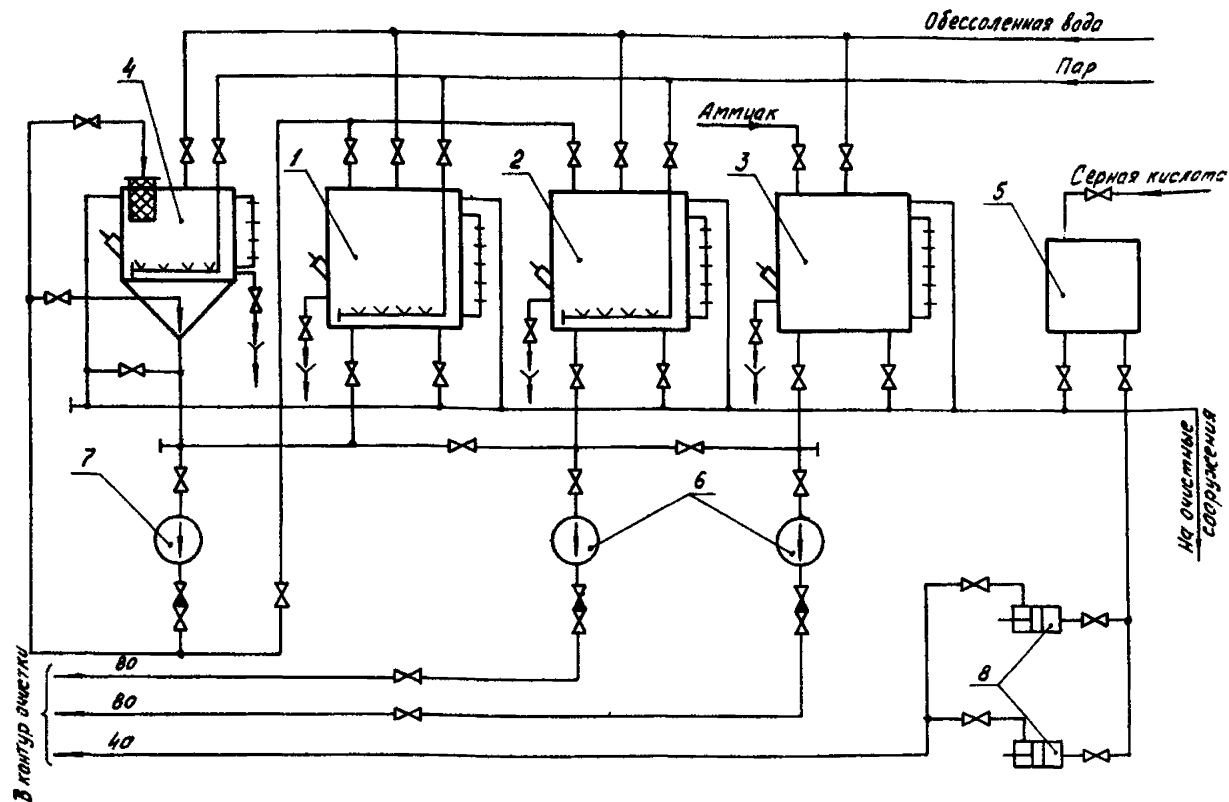 Обессоленная вода
Пар
4
Аммиак
1
2
3
5
Серная кислота
7
6
На очистные
сооружения
8
В контур очистки
80
80
40